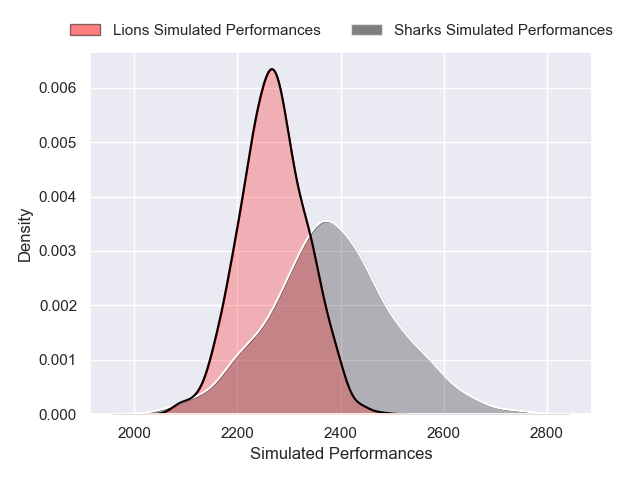 Lions Simulated Performances Sharks Simulated Performances
0.006
0.005
0.004
0.003
0.002
0.001
0.000
Density
2000 2200 2400 2600 2800
Simulated Performances